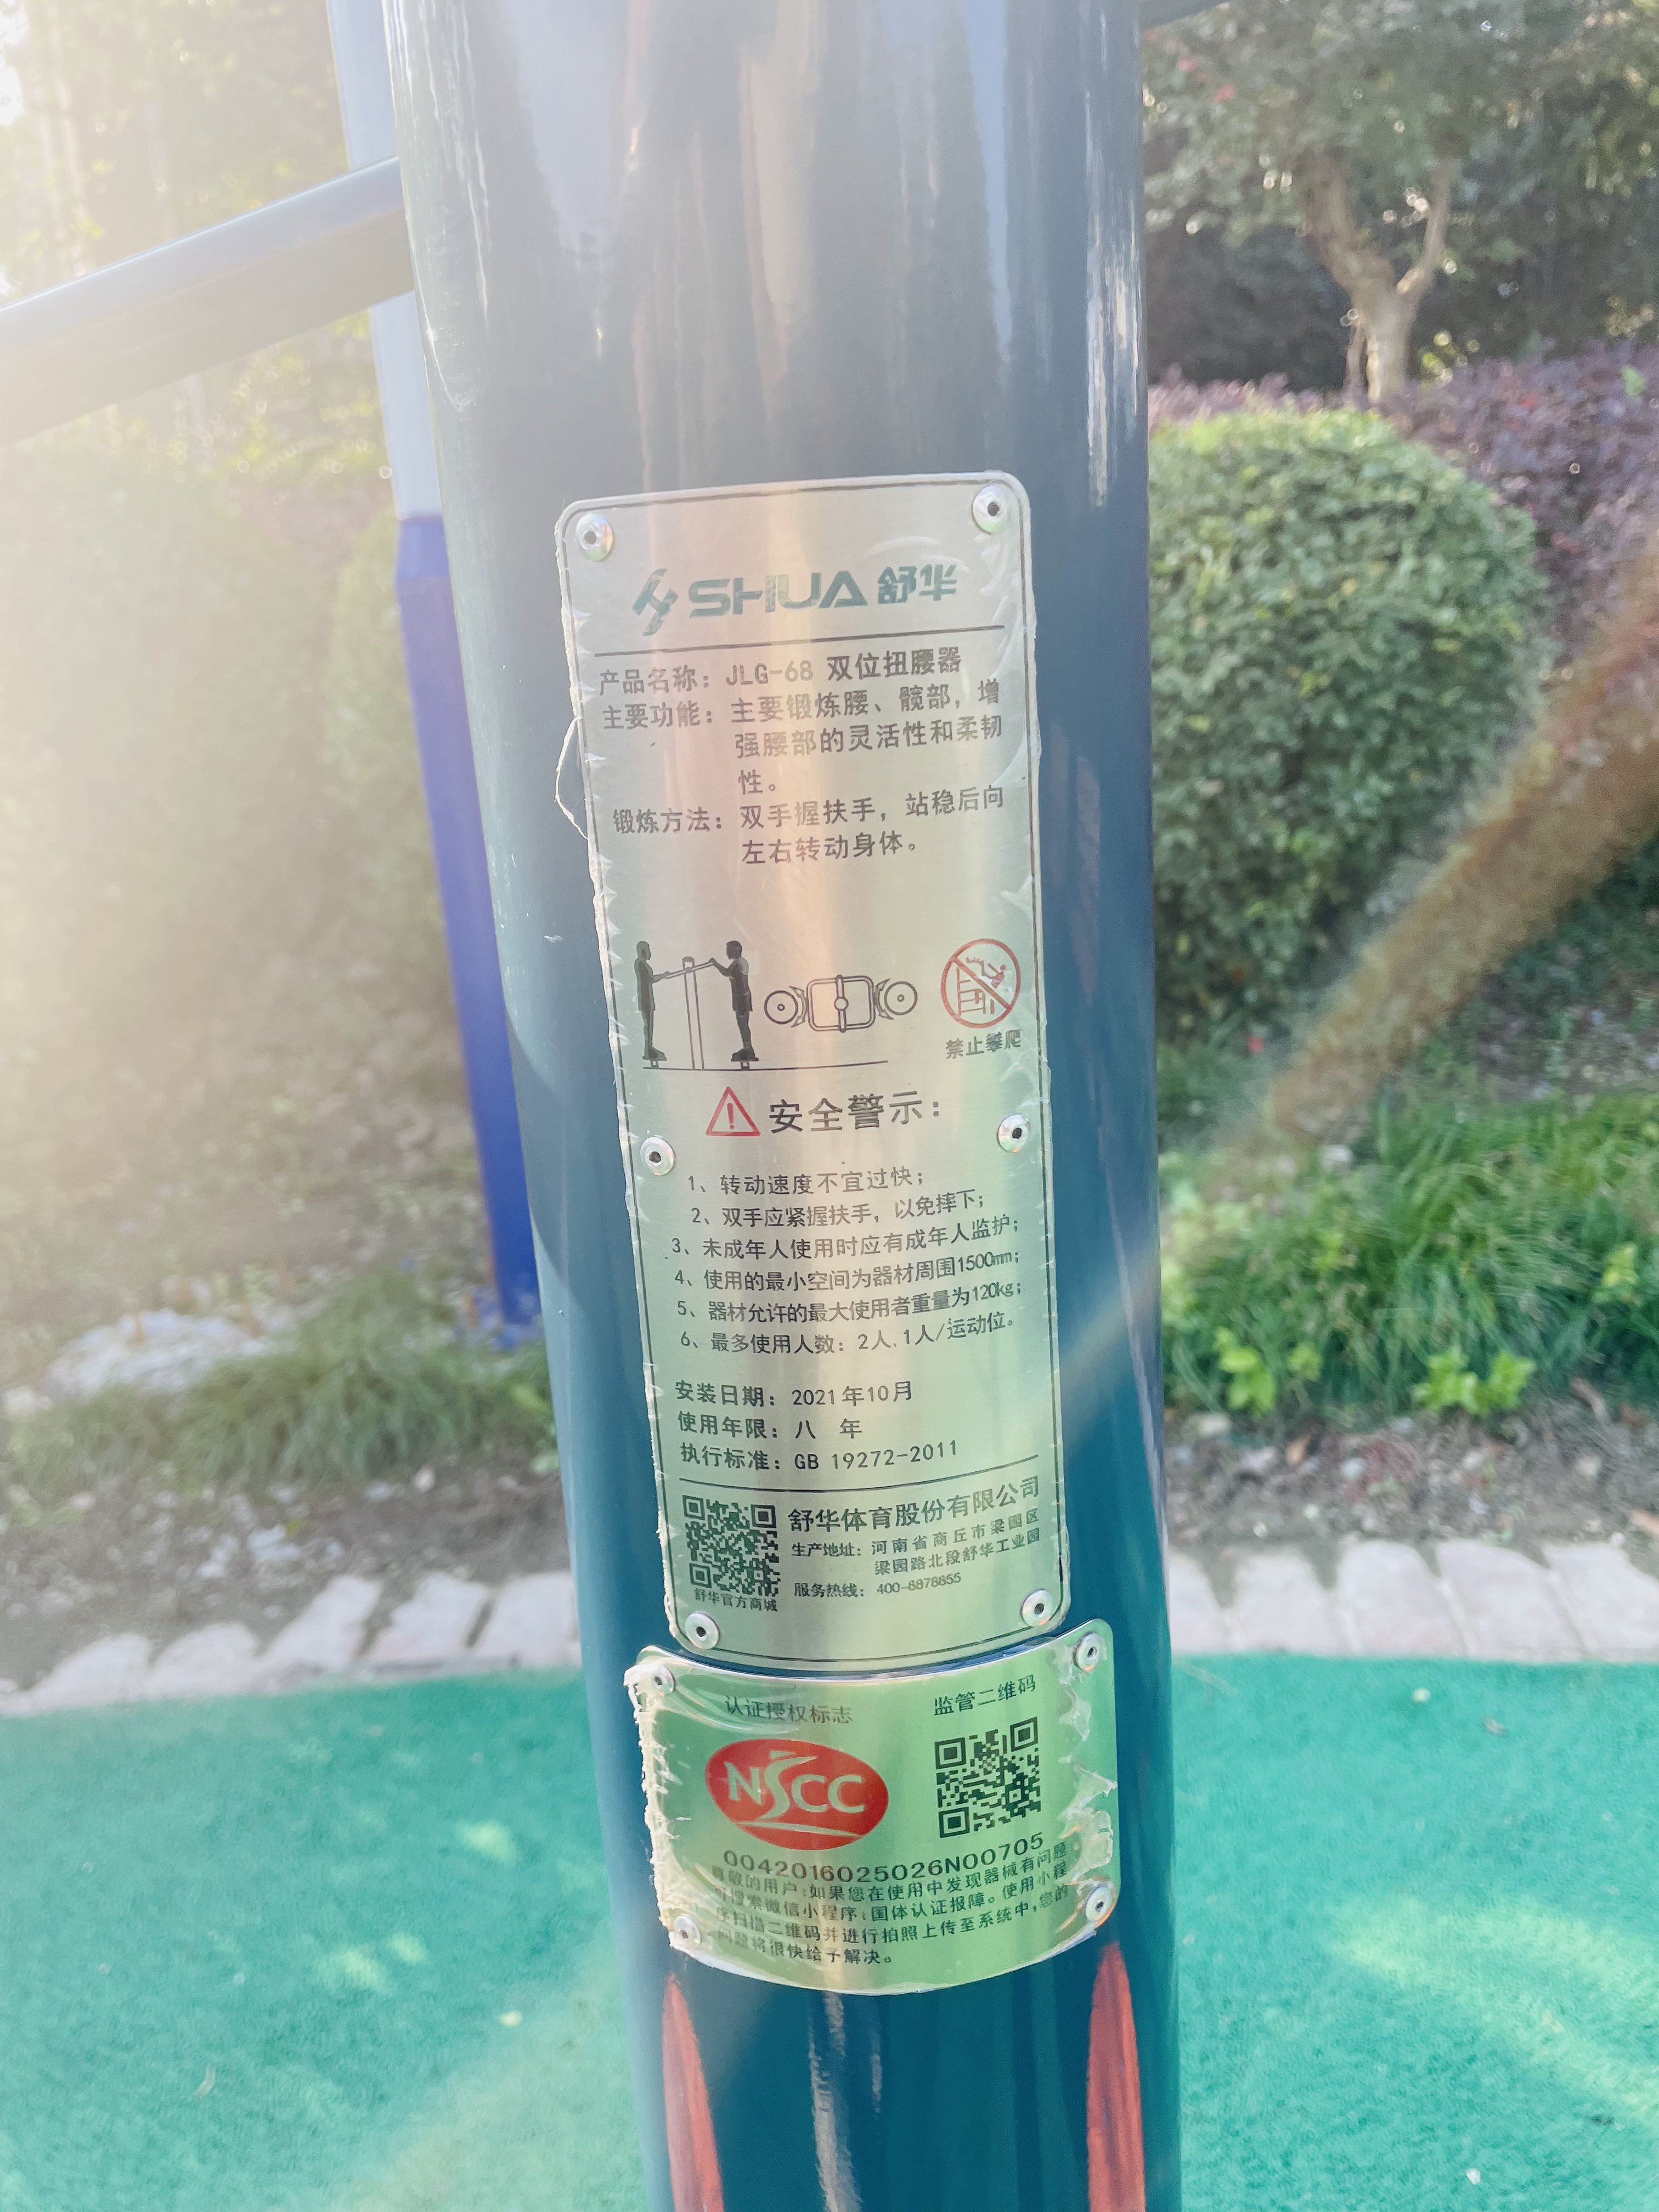 SHUA 舒华
产品名称：JLG-68 双位扭腰器
主要功能：主要锻炼腰、髋部，增
强腰部的灵活性和柔韧
性。
锻炼方法：双手握扶手，站稳后向
左右转动身体。
禁止攀爬
安全警示：
1、转动速度不宜过快；
2、双手应紧握扶手，以免摔下；
3、未成年人使用时应有成年人监护；
4、使用的最小空间为器材周围1500mm；
5、器材允许的最大使用者重量为120kg；
6、最多使用人数：2人，1人/运动位。
安装日期：2021年10月
使用年限：八 年
执行标准：GB 19272-2011
舒华体育股份有限公司
生产地址：河南省商丘市梁园区
梁园路北段舒华工业园
服务热线：400-8878855
舒华官方商城
认证授权标志
监管二维码
NSCC
0042016025026N00705
尊敬的用户：如果您在使用中发现器械有问题
可搜索微信小程序：国体认证报障。使用小程
序扫描二维码并进行拍照上传至系统中，您的
问题将很快给予解决。